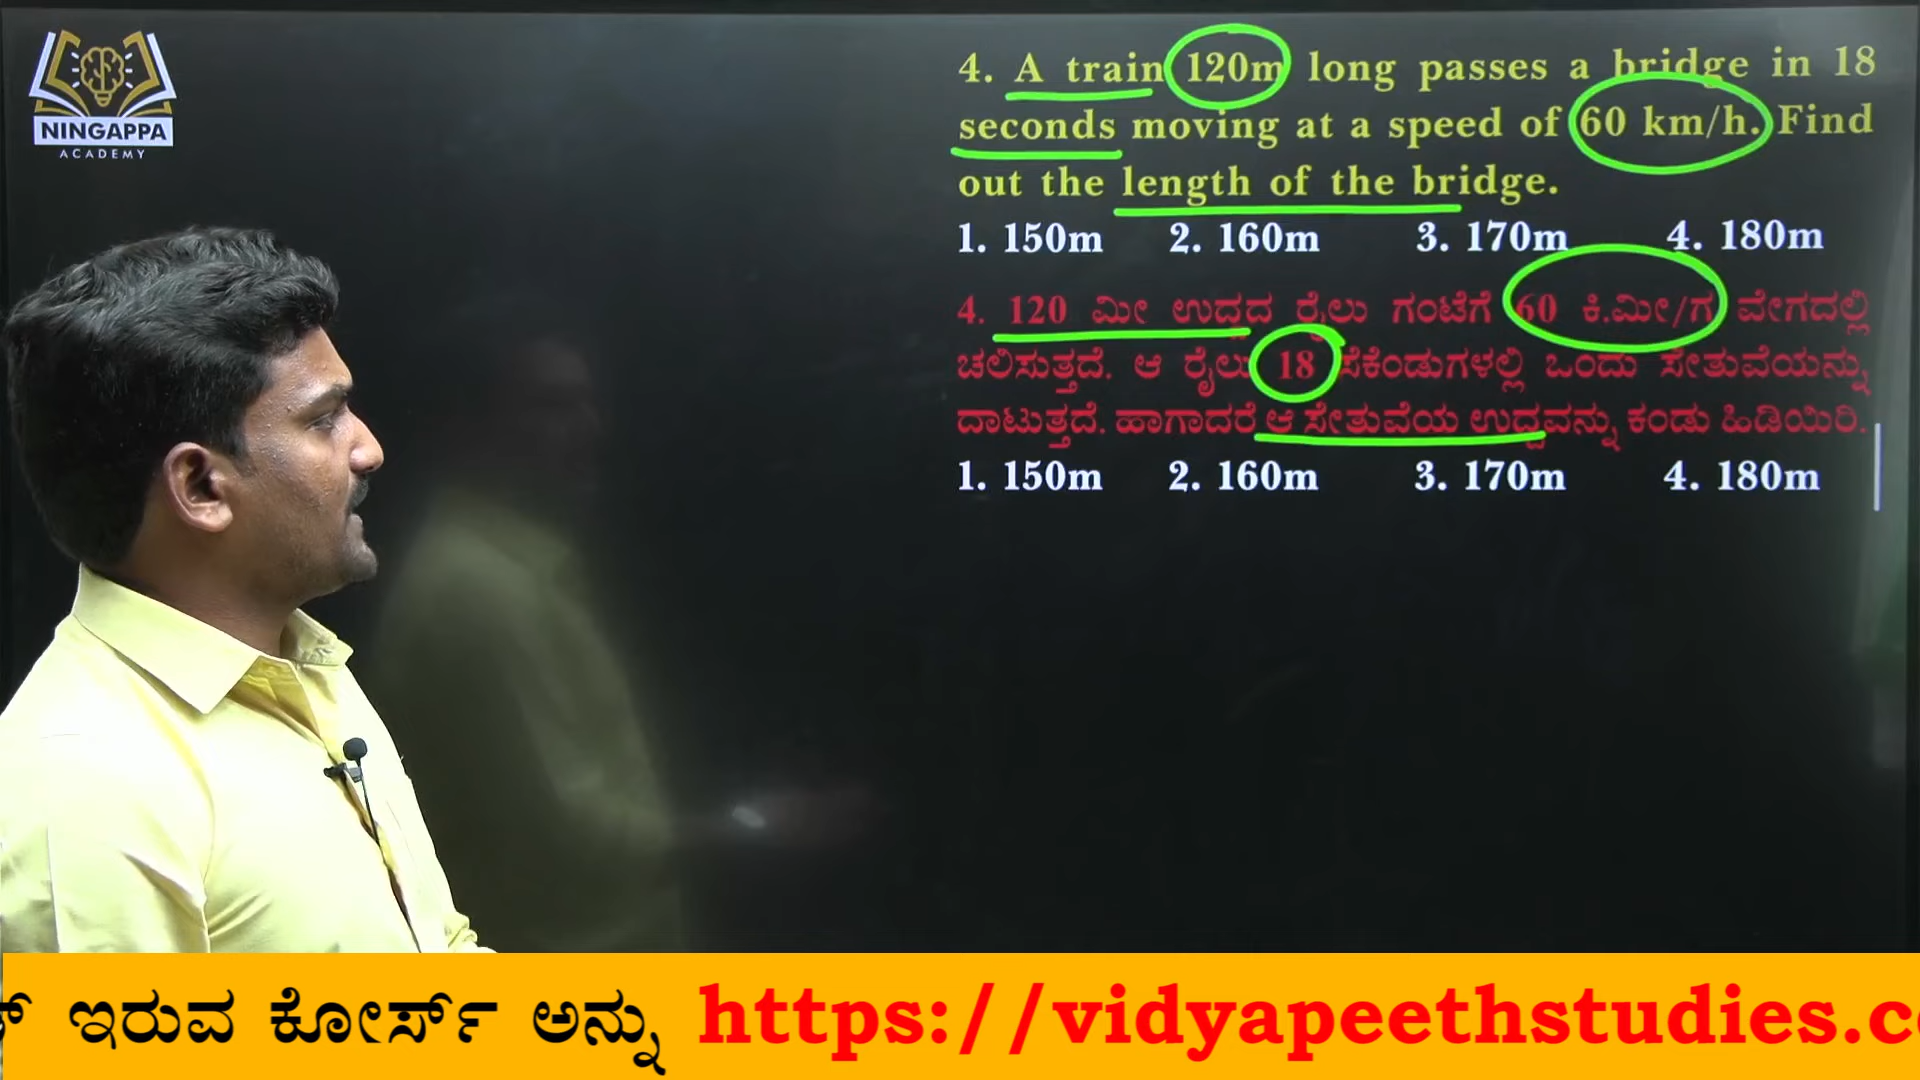 NINGAPPA
ACADEMY
4. A train 120m long passes a bridge in 18
seconds moving at a speed of 60 km/h. Find
out the length of the bridge.
1. 150m 2. 160m 3. 170m 4. 180m
4. 120 ಮೀ ಉದ್ದದ ರೈಲು ಗಂಟೆಗೆ 60 ಕಿ.ಮೀ/ಗ ವೇಗದಲ್ಲಿ
ಚಲಿಸುತ್ತದೆ. ಆ ರೈಲು 18 ಸೆಕೆಂಡುಗಳಲ್ಲಿ ಒಂದು ಸೇತುವೆಯನ್ನು
ದಾಟುತ್ತದೆ. ಹಾಗಾದರೆ ಆ ಸೇತುವೆಯ ಉದ್ದವನ್ನು ಕಂಡು ಹಿಡಿಯಿರಿ.
1. 150m 2. 160m 3. 170m 4. 180m
ಇರುವ ಕೋರ್ಸ್ ಅನ್ನು https://vidyapeethstudies.c